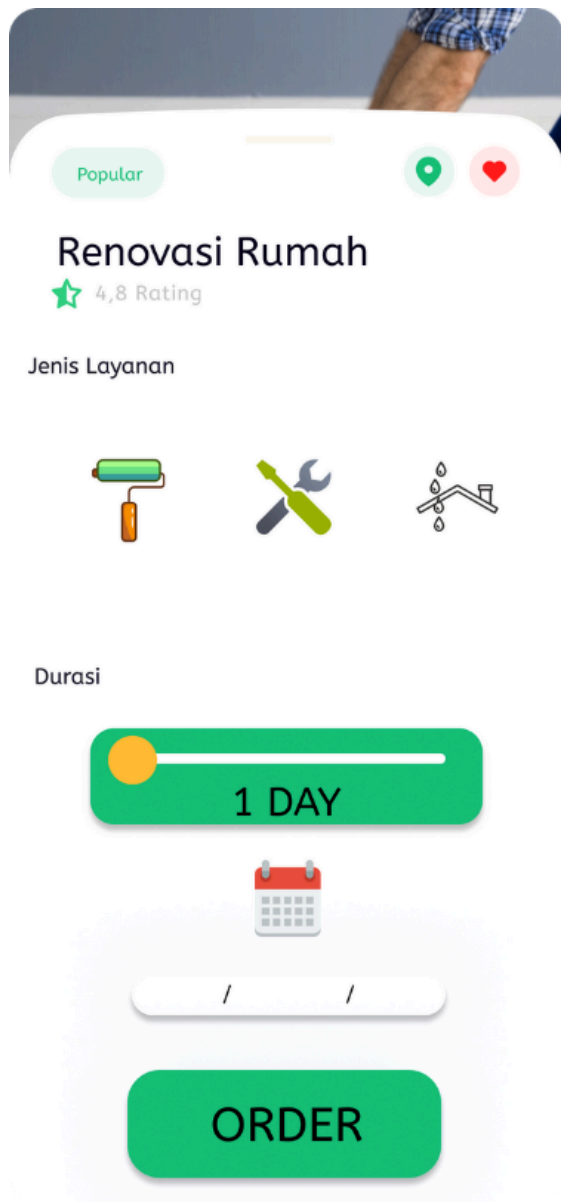 Popular
Renovasi Rumah
4,8 Rating
Jenis Layanan
Durasi
1 DAY
/ /
ORDER